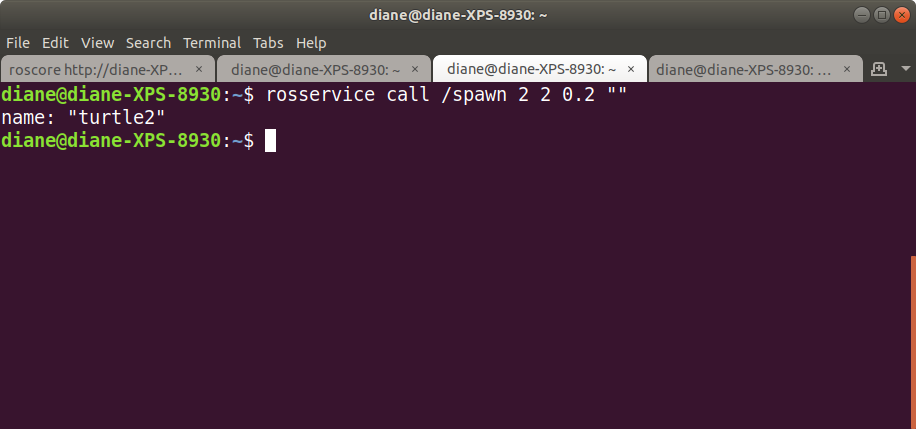 diane@diane-XPS-8930: ~
File Edit View Search Terminal Tabs Help
roscore http://diane-XP... × diane@diane-XPS-8930: ~ × diane@diane-XPS-8930: ~ × diane@diane-XPS-8930: ... ×
diane@diane-XPS-8930:~$ rosservice call /spawn 2 2 0.2 ""
name: "turtle2"
diane@diane-XPS-8930:~$